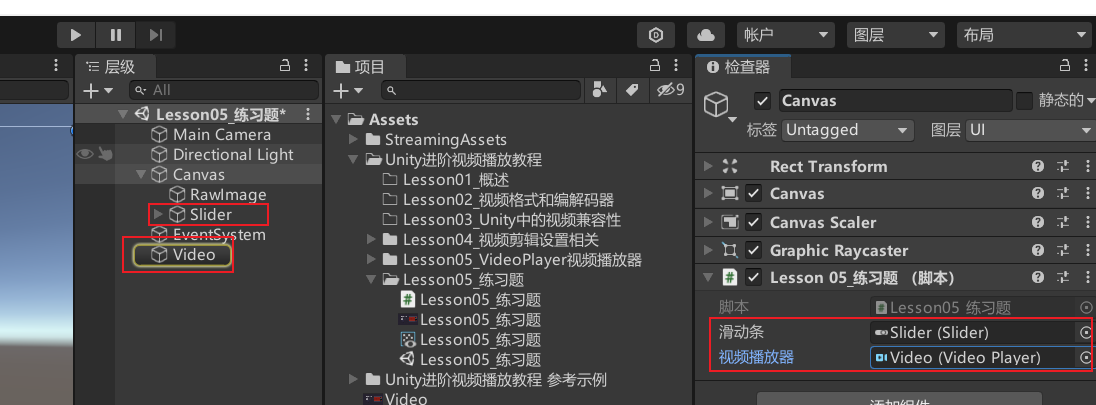 帐户
图层
布局
层级
All
Lesson05_练习题*
Main Camera
Directional Light
Canvas
RawImage
Slider
EventSystem
Video
项目
9
Assets
StreamingAssets
Unity进阶视频播放教程
Lesson01_概述
Lesson02_视频格式和编解码器
Lesson03_Unity中的视频兼容性
Lesson04_视频剪辑设置相关
Lesson05_VideoPlayer视频播放器
Lesson05_练习题
Lesson05_练习题
Lesson05_练习题
Lesson05_练习题
Lesson05_练习题
Unity进阶视频播放教程 参考示例
Video
检查器
Canvas
静态的
标签 Untagged 图层 UI
Rect Transform
Canvas
Canvas Scaler
Graphic Raycaster
Lesson 05_练习题 （脚本）
脚本 Lesson05 练习题
滑动条 Slider (Slider)
视频播放器 Video (Video Player)
添加组件